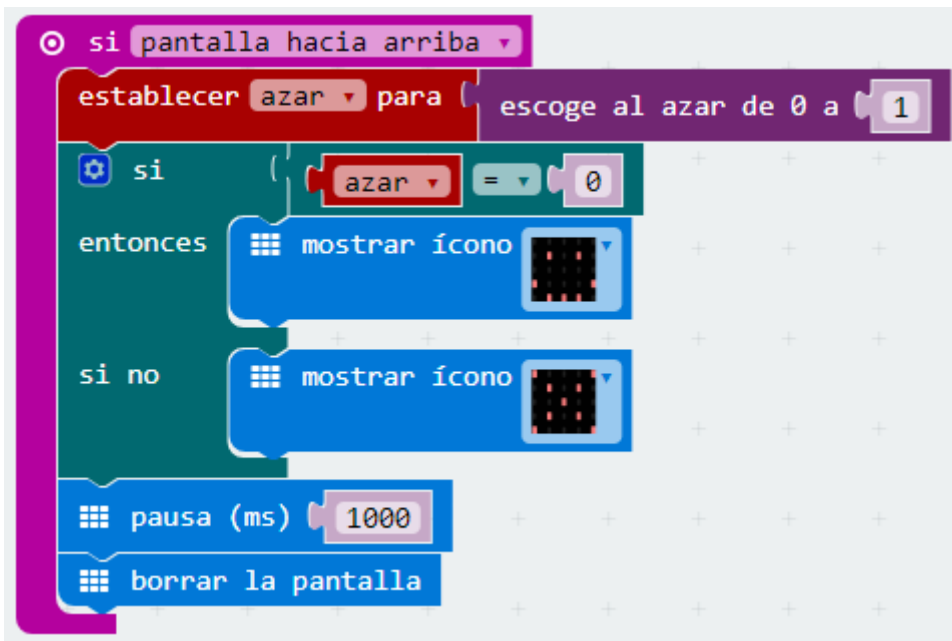 si pantalla hacia arriba
establecer azar para escoge al azar de 0 a 1
si azar = 0
entonces mostrar ícono
si no mostrar ícono
pausa (ms) 1000
borrar la pantalla